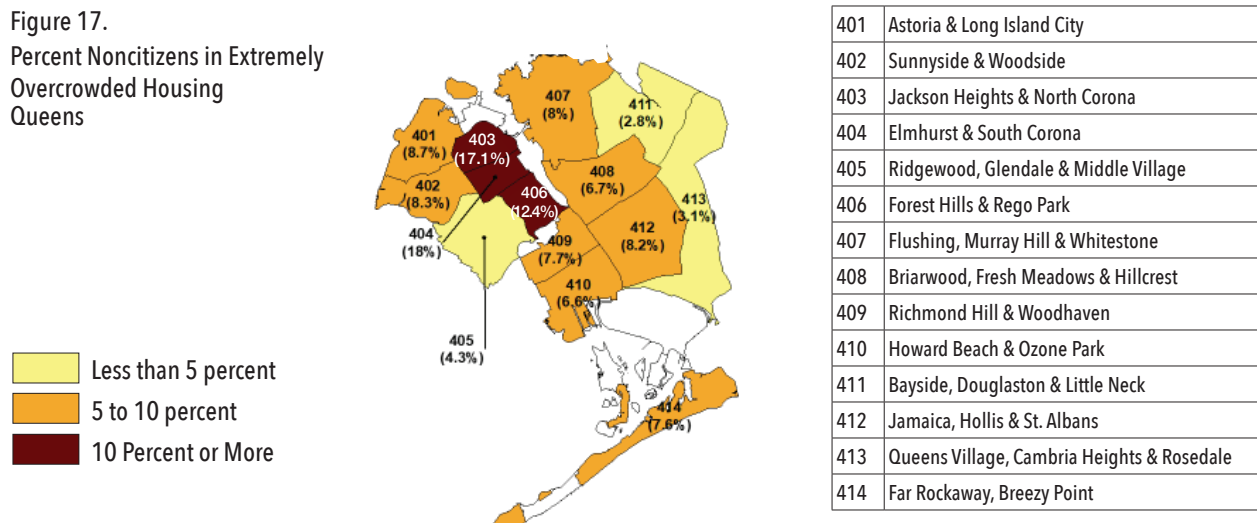 Figure 17.
Percent Noncitizens in Extremely
Overcrowded Housing
Queens
407
(8%)
411
(2.8%)
401
(8.7%)
403
(17.1%)
402
(8.3%)
406
(12.4%)
408
(6.7%)
413
(3.1%)
404
(18%)
409
(7.7%)
412
(8.2%)
410
(6.6%)
405
(4.3%)
414
(7.6%)
Less than 5 percent
5 to 10 percent
10 Percent or More
401 Astoria & Long Island City
402 Sunnyside & Woodside
403 Jackson Heights & North Corona
404 Elmhurst & South Corona
405 Ridgewood, Glendale & Middle Village
406 Forest Hills & Rego Park
407 Flushing, Murray Hill & Whitestone
408 Briarwood, Fresh Meadows & Hillcrest
409 Richmond Hill & Woodhaven
410 Howard Beach & Ozone Park
411 Bayside, Douglaston & Little Neck
412 Jamaica, Hollis & St. Albans
413 Queens Village, Cambria Heights & Rosedale
414 Far Rockaway, Breezy Point